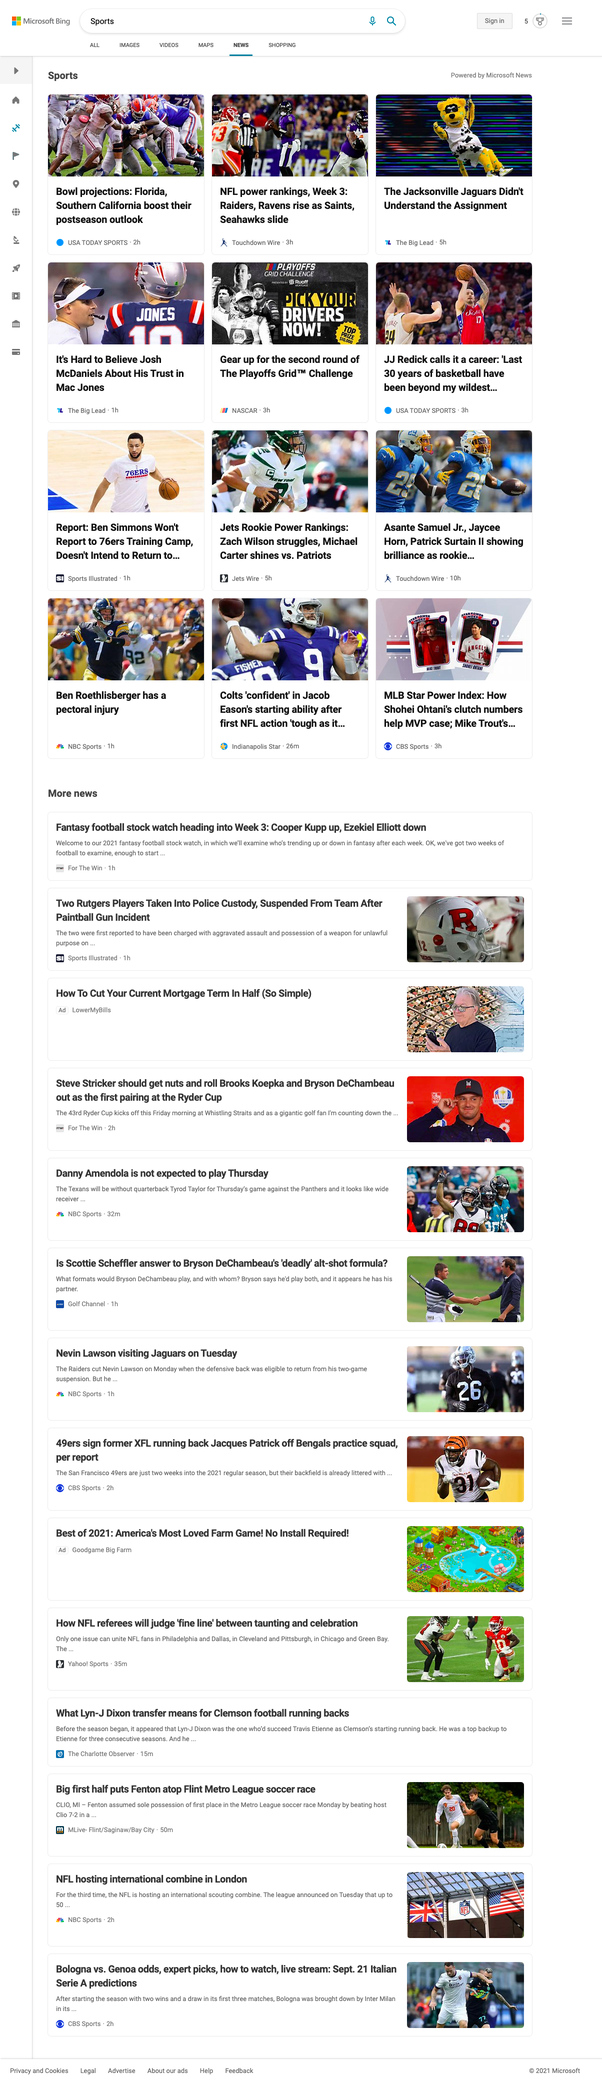 Microsoft Bing
Sports
Sign in
5
ALL IMAGES VIDEOS MAPS NEWS SHOPPING
Sports
Powered by Microsoft News
Bowl projections: Florida,
Southern California boost their
postseason outlook
USA TODAY SPORTS · 2h
NFL power rankings, Week 3:
Raiders, Ravens rise as Saints,
Seahawks slide
Touchdown Wire · 3h
The Jacksonville Jaguars Didn't
Understand the Assignment
The Big Lead · 5h
JONES
10
It's Hard to Believe Josh
McDaniels About His Trust in
Mac Jones
The Big Lead · 1h
PLAYOFFS
GRID CHALLENGE
PICK YOUR
DRIVERS
NOW!
Gear up for the second round of
The Playoffs Grid™ Challenge
NASCAR · 3h
17
JJ Redick calls it a career: 'Last
30 years of basketball have
been beyond my wildest...
USA TODAY SPORTS · 3h
76ERS
Report: Ben Simmons Won't
Report to 76ers Training Camp,
Doesn't Intend to Return to...
Sports Illustrated · 1h
Jets Rookie Power Rankings:
Zach Wilson struggles, Michael
Carter shines vs. Patriots
Jets Wire · 5h
Asante Samuel Jr., Jaycee
Horn, Patrick Surtain II showing
brilliance as rookie...
Touchdown Wire · 10h
7
92
Ben Roethlisberger has a
pectoral injury
NBC Sports · 1h
FISHER
9
Colts 'confident' in Jacob
Eason's starting ability after
first NFL action 'tough as it...
Indianapolis Star · 26m
MLB Star Power Index: How
Shohei Ohtani's clutch numbers
help MVP case; Mike Trout's...
CBS Sports · 3h
More news
Fantasy football stock watch heading into Week 3: Cooper Kupp up, Ezekiel Elliott down
Welcome to our 2021 fantasy football stock watch, in which we'll examine who's trending up or down in fantasy after each week. OK, we've got two weeks of
football to examine, enough to start ...
For The Win · 1h
Two Rutgers Players Taken Into Police Custody, Suspended From Team After
Paintball Gun Incident
The two were first reported to have been charged with aggravated assault and possession of a weapon for unlawful
purpose on ...
Sports Illustrated · 1h
R
How To Cut Your Current Mortgage Term In Half (So Simple)
Ad LowerMyBills
Steve Stricker should get nuts and roll Brooks Koepka and Bryson DeChambeau
out as the first pairing at the Ryder Cup
The 43rd Ryder Cup kicks off this Friday morning at Whistling Straits and as a gigantic golf fan I'm counting down the ...
For The Win · 2h
Danny Amendola is not expected to play Thursday
The Texans will be without quarterback Tyrod Taylor for Thursday's game against the Panthers and it looks like wide
receiver ...
NBC Sports · 32m
Is Scottie Scheffler answer to Bryson DeChambeau's 'deadly' alt-shot formula?
What formats would Bryson DeChambeau play, and with whom? Bryson says he'd play both, and it appears he has his
partner.
Golf Channel · 1h
Nevin Lawson visiting Jaguars on Tuesday
The Raiders cut Nevin Lawson on Monday when the defensive back was eligible to return from his two-game
suspension. But he ...
NBC Sports · 1h
26
49ers sign former XFL running back Jacques Patrick off Bengals practice squad,
per report
The San Francisco 49ers are just two weeks into the 2021 regular season, but their backfield is already littered with ...
CBS Sports · 2h
31
Best of 2021: America's Most Loved Farm Game! No Install Required!
Ad Goodgame Big Farm
How NFL referees will judge 'fine line' between taunting and celebration
Only one issue can unite NFL fans in Philadelphia and Dallas, in Cleveland and Pittsburgh, in Chicago and Green Bay.
The ...
Yahoo! Sports · 35m
What Lyn-J Dixon transfer means for Clemson football running backs
Before the season began, it appeared that Lyn-J Dixon was the one who'd succeed Travis Etienne as Clemson's starting running back. He was a top backup to
Etienne for three consecutive seasons. And he ...
The Charlotte Observer · 15m
Big first half puts Fenton atop Flint Metro League soccer race
CLIO, MI – Fenton assumed sole possession of first place in the Metro League soccer race Monday by beating host
Clio 7-2 in a ...
MLive- Flint/Saginaw/Bay City · 50m
NFL hosting international combine in London
For the third time, the NFL is hosting an international scouting combine. The league announced on Tuesday that up to
50 ...
NBC Sports · 2h
Bologna vs. Genoa odds, expert picks, how to watch, live stream: Sept. 21 Italian
Serie A predictions
After starting the season with two wins and a draw in its first three matches, Bologna was brought down by Inter Milan
in its ...
CBS Sports · 2h
Privacy and Cookies Legal Advertise About our ads Help Feedback
© 2021 Microsoft